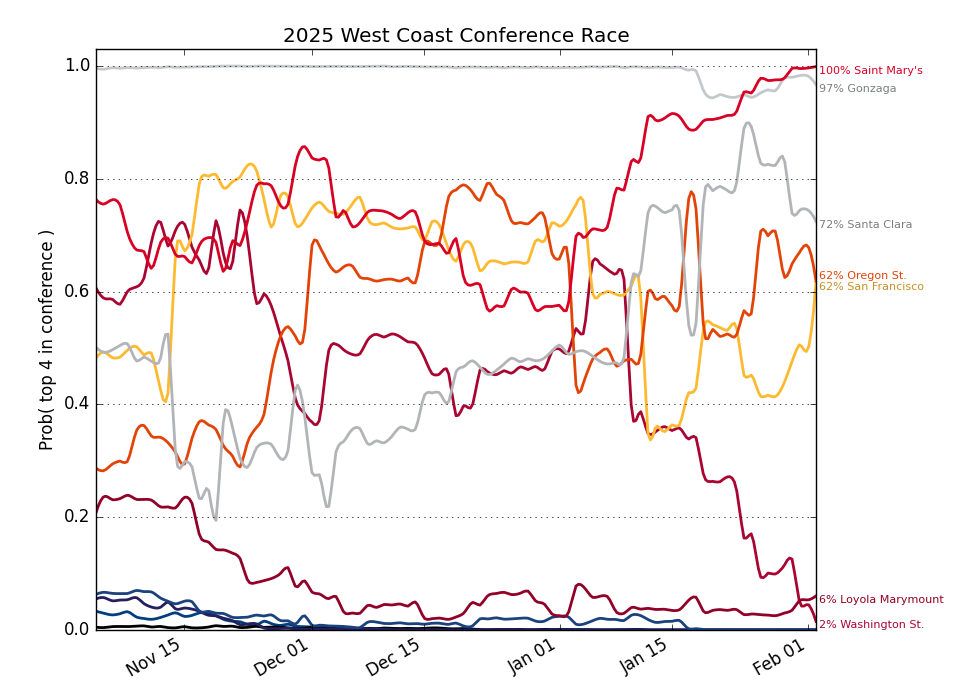 2025 West Coast Conference Race
Prob( top 4 in conference )
1.0
0.8
0.6
0.4
0.2
0.0
Nov 15
Dec 01
Dec 15
Jan 01
Jan 15
Feb 01
100% Saint Mary's
97% Gonzaga
72% Santa Clara
62% Oregon St.
62% San Francisco
6% Loyola Marymount
2% Washington St.